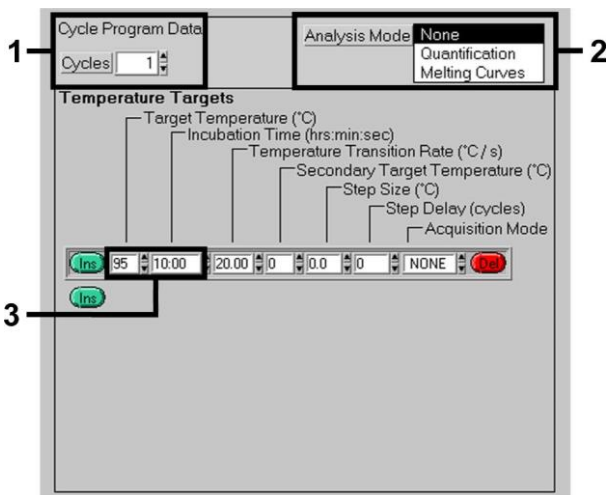 Cycle Program Data
Cycles 1
Analysis Mode None
Quantification
Melting Curves
1
2
Temperature Targets
Target Temperature (°C)
Incubation Time (hrs:min:sec)
Temperature Transition Rate (°C / s)
Secondary Target Temperature (°C)
Step Size (°C)
Step Delay (cycles)
Acquisition Mode
Ins 95 10:00 20.00 0 0.0 0 NONE Del
Ins
3